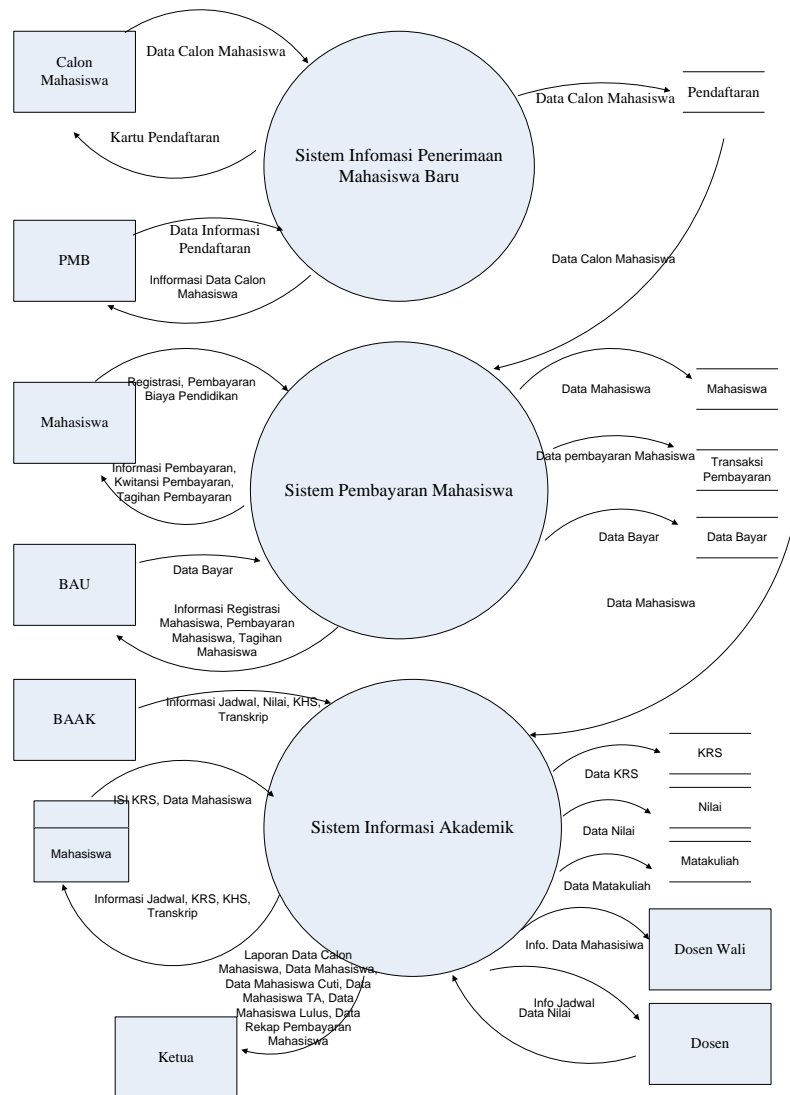 Calon
Mahasiswa
Data Calon Mahasiswa
Kartu Pendaftaran
Sistem Infomasi Penerimaan
Mahasiswa Baru
Data Calon Mahasiswa
Pendaftaran
PMB
Data Informasi
Pendaftaran
Infformasi Data Calon
Mahasiswa
Data Calon Mahasiswa
Mahasiswa
Registrasi, Pembayaran
Biaya Pendidikan
Informasi Pembayaran,
Kwitansi Pembayaran,
Tagihan Pembayaran
Sistem Pembayaran Mahasiswa
Data Mahasiswa
Mahasiswa
Data pembayaran Mahasiswa
Transaksi
Pembayaran
Data Bayar
Data Bayar
BAU
Data Bayar
Informasi Registrasi
Mahasiswa, Pembayaran
Mahasiswa, Tagihan
Mahasiswa
Data Mahasiswa
BAAK
Informasi Jadwal, Nilai, KHS,
Transkrip
ISI KRS, Data Mahasiswa
Mahasiswa
Informasi Jadwal, KRS, KHS,
Transkrip
Sistem Informasi Akademik
Data KRS
KRS
Data Nilai
Nilai
Data Matakuliah
Matakuliah
Info. Data Mahasisiwa
Dosen Wali
Info Jadwal
Data Nilai
Dosen
Laporan Data Calon
Mahasiswa, Data Mahasiswa,
Data Mahasiswa Cuti, Data
Mahasiswa TA, Data
Mahasiswa Lulus, Data
Rekap Pembayaran
Mahasiswa
Ketua